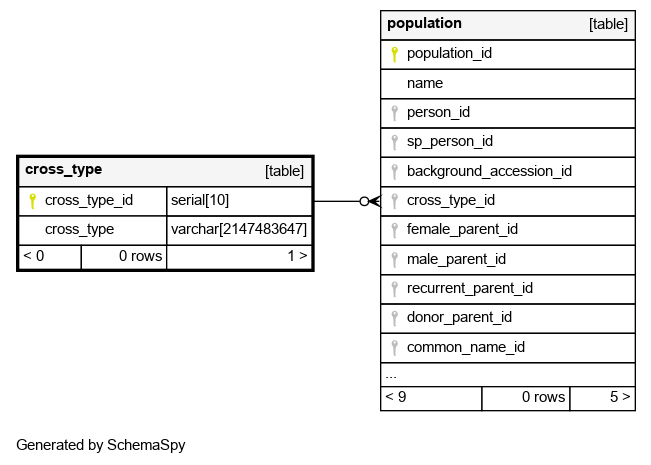 cross_type [table]
cross_type_id serial[10]
cross_type varchar[2147483647]
< 0 0 rows 1 >
population [table]
population_id
name
person_id
sp_person_id
background_accession_id
cross_type_id
female_parent_id
male_parent_id
recurrent_parent_id
donor_parent_id
common_name_id
...
< 9 0 rows 5 >
Generated by SchemaSpy